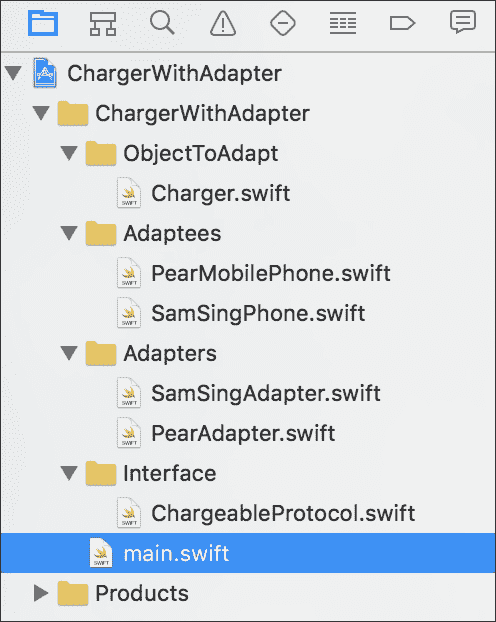 ChargerWithAdapter
ChargerWithAdapter
ObjectToAdapt
Charger.swift
Adaptees
PearMobilePhone.swift
SamSingPhone.swift
Adapters
SamSingAdapter.swift
PearAdapter.swift
Interface
ChargeableProtocol.swift
main.swift
Products